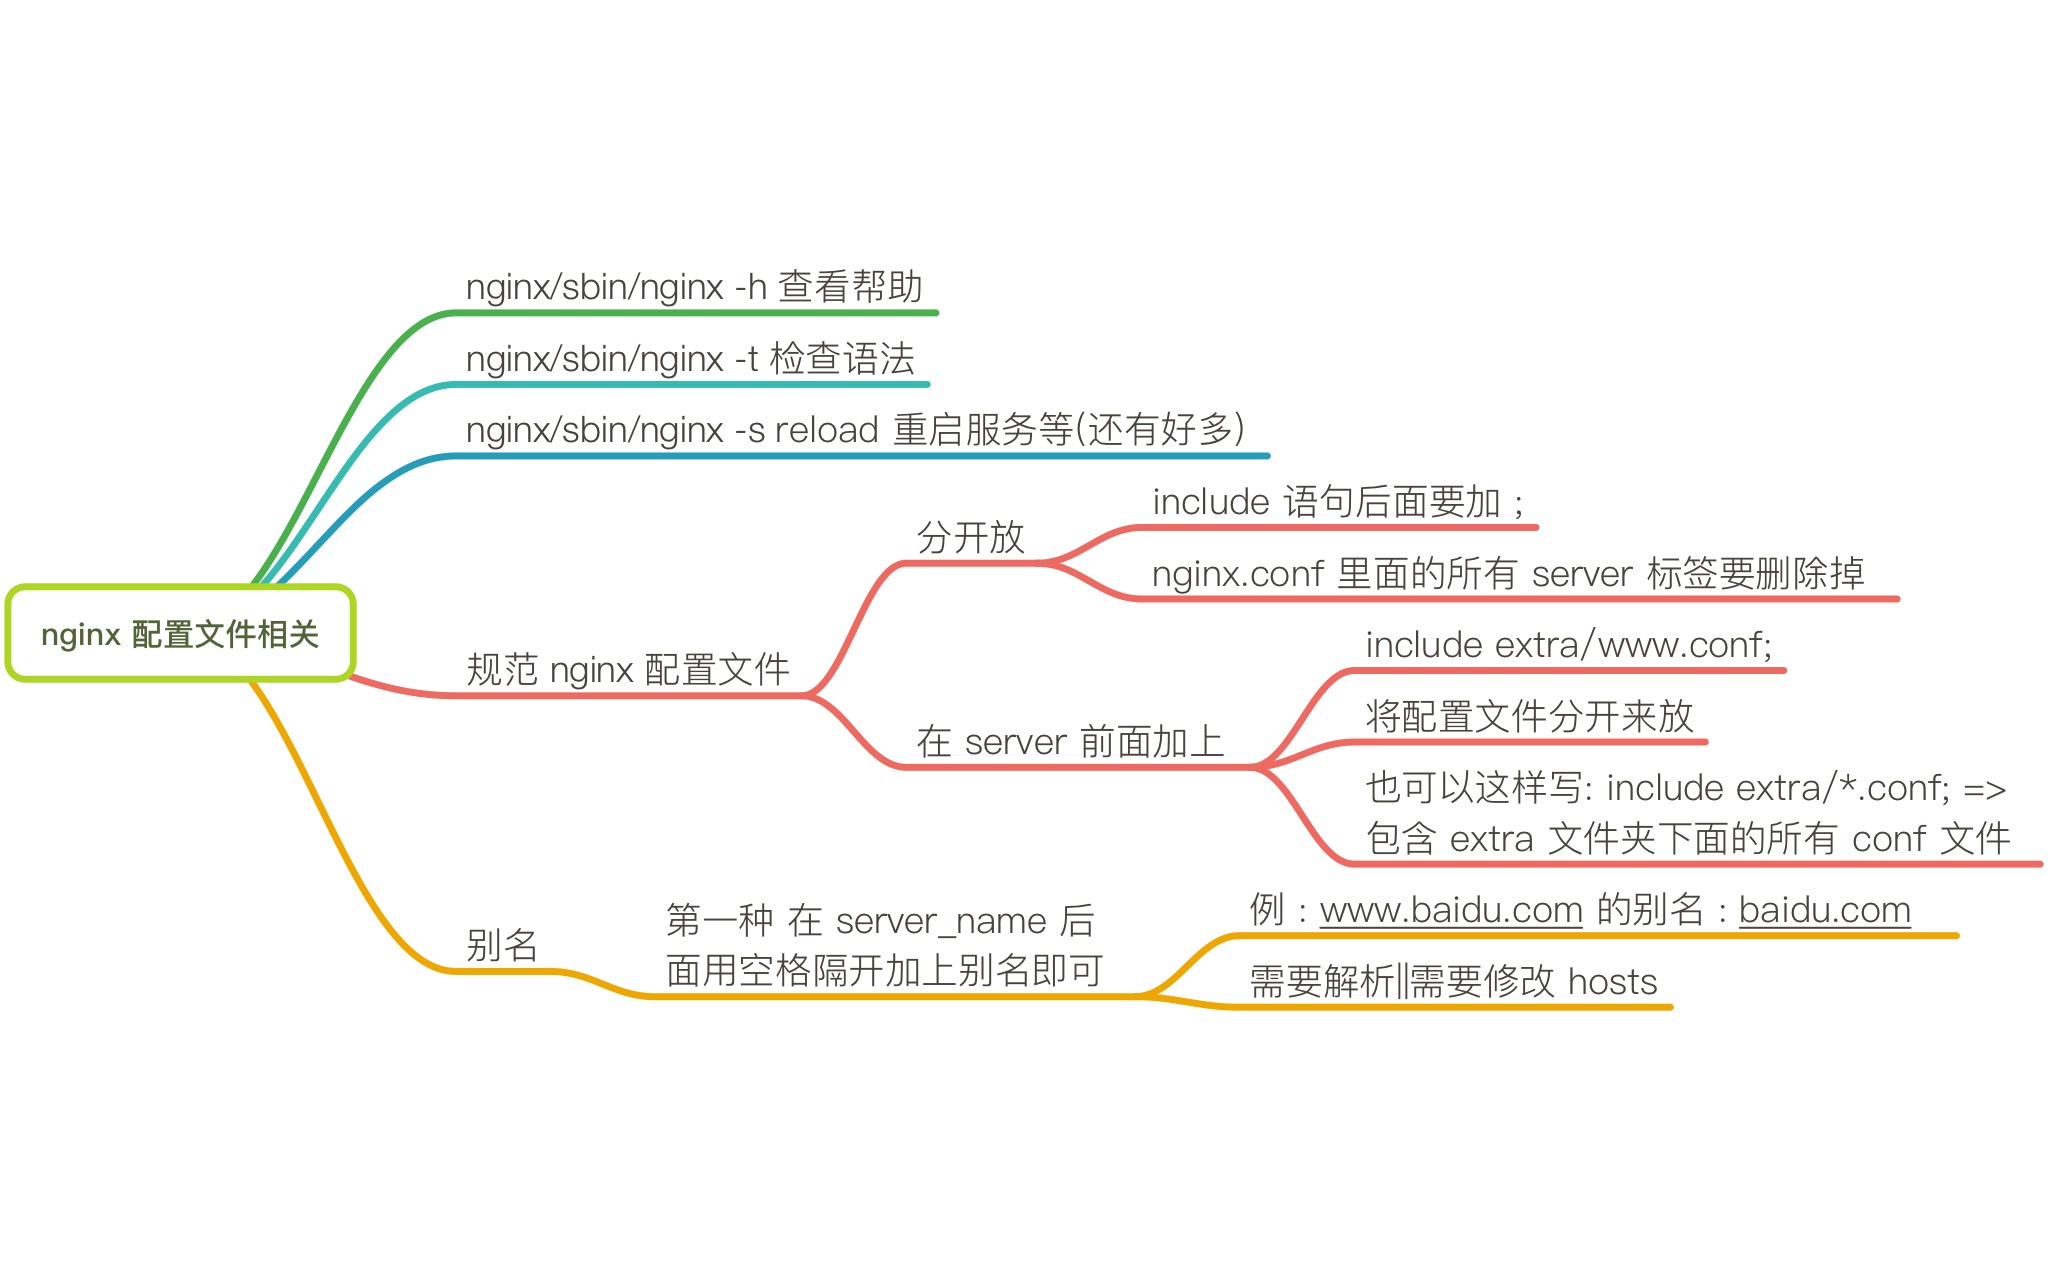 nginx/sbin/nginx -h 查看帮助
nginx/sbin/nginx -t 检查语法
nginx/sbin/nginx -s reload 重启服务等(还有好多)
include 语句后面要加 ;
分开放
nginx.conf 里面的所有 server 标签要删除掉
nginx 配置文件相关
include extra/www.conf;
规范 nginx 配置文件
将配置文件分开来放
在 server 前面加上
也可以这样写: include extra/*.conf; =>
包含 extra 文件夹下面的所有 conf 文件
别名
第一种 在 server_name 后
面用空格隔开加上别名即可
例 : www.baidu.com 的别名 : baidu.com
需要解析||需要修改 hosts